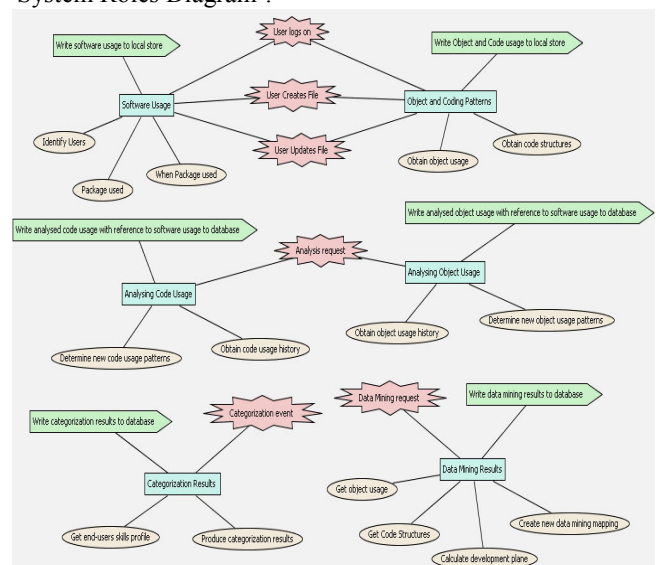 System Roles Diagram .
User logs on
Write software usage to local store
Write Object and Code usage to local store
Software Usage
User Creates File
Object and Coding Patterns
Identify Users
User Updates File
Obtain code structures
Package used
When Package used
Obtain object usage
Write analysed object usage with reference to software usage to database
Write analysed code usage with reference to software usage to database
Analysis request
Analysing Code Usage
Analysing Object Usage
Determine new code usage patterns
Obtain code usage history
Obtain object usage history
Determine new object usage patterns
Write categorization results to database
Categorization event
Data Mining request
Write data mining results to database
Categorization Results
Data Mining Results
Get object usage
Get end-users skills profile
Produce categorization results
Get Code Structures
Create new data mining mapping
Calculate development plane